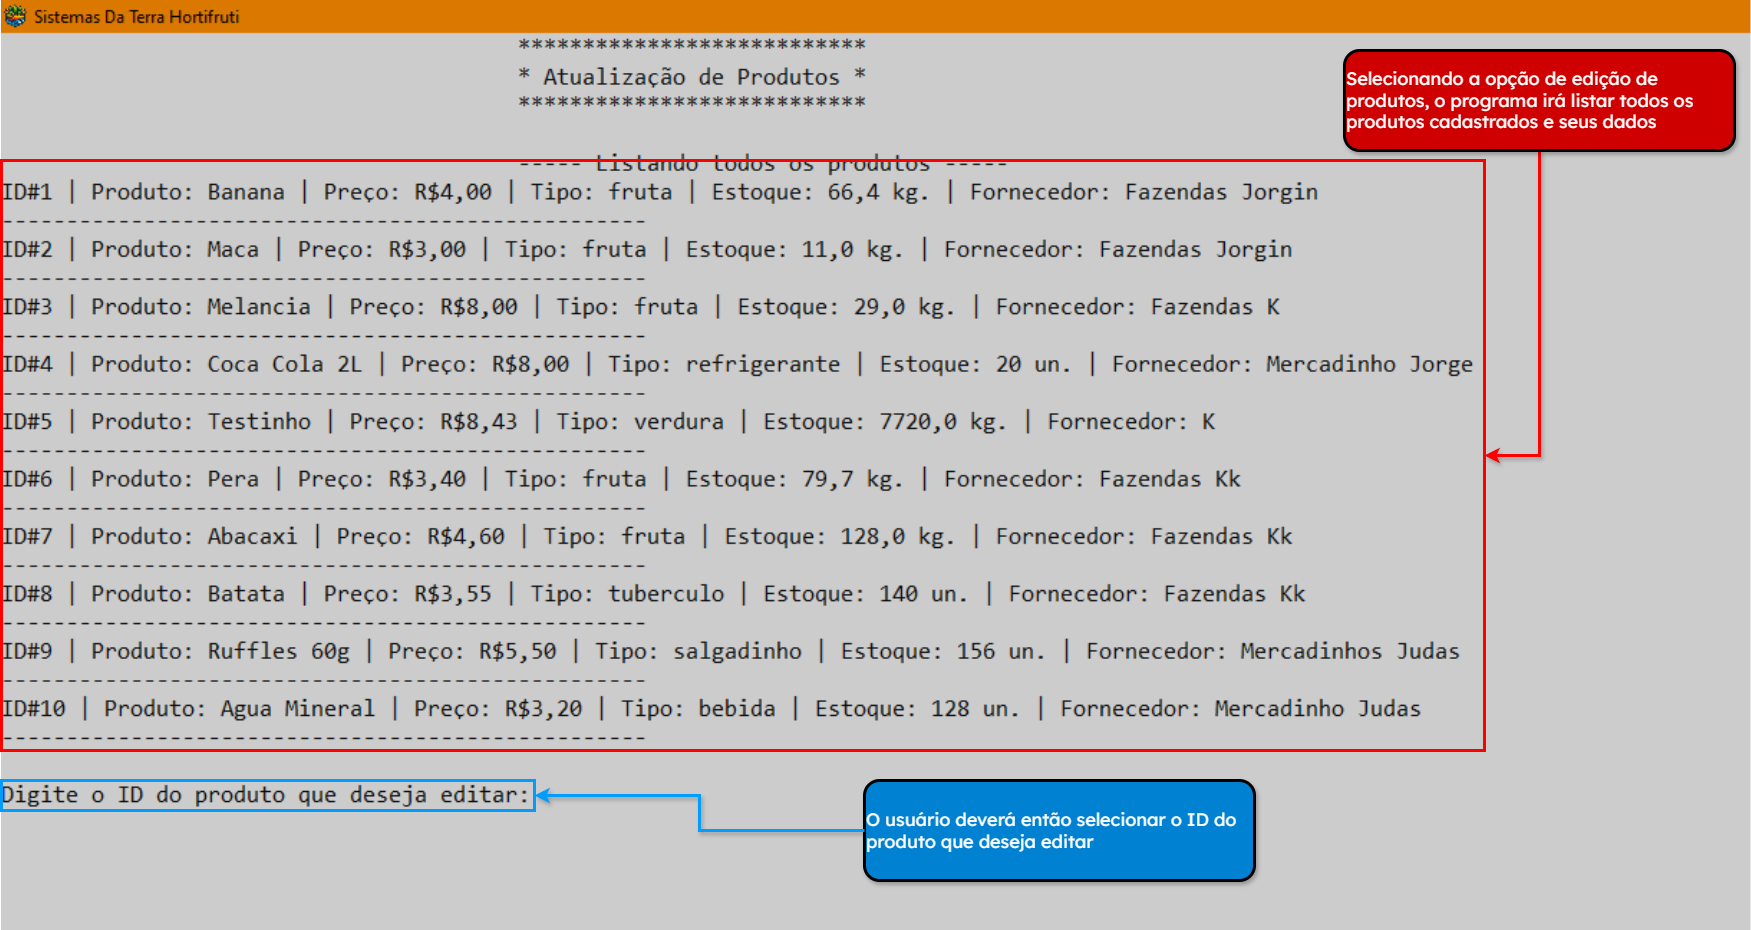 Sistemas Da Terra Hortifruti
***************************
* Atualização de Produtos *
***************************
Selecionando a opção de edição de
produtos, o programa irá listar todos os
produtos cadastrados e seus dados
----- Listando todos os produtos -----
ID#1 | Produto: Banana | Preço: R$4,00 | Tipo: fruta | Estoque: 66,4 kg. | Fornecedor: Fazendas Jorgin
--------------------------------------------------
ID#2 | Produto: Maca | Preço: R$3,00 | Tipo: fruta | Estoque: 11,0 kg. | Fornecedor: Fazendas Jorgin
--------------------------------------------------
ID#3 | Produto: Melancia | Preço: R$8,00 | Tipo: fruta | Estoque: 29,0 kg. | Fornecedor: Fazendas K
--------------------------------------------------
ID#4 | Produto: Coca Cola 2L | Preço: R$8,00 | Tipo: refrigerante | Estoque: 20 un. | Fornecedor: Mercadinho Jorge
--------------------------------------------------
ID#5 | Produto: Testinho | Preço: R$8,43 | Tipo: verdura | Estoque: 7720,0 kg. | Fornecedor: K
--------------------------------------------------
ID#6 | Produto: Pera | Preço: R$3,40 | Tipo: fruta | Estoque: 79,7 kg. | Fornecedor: Fazendas Kk
--------------------------------------------------
ID#7 | Produto: Abacaxi | Preço: R$4,60 | Tipo: fruta | Estoque: 128,0 kg. | Fornecedor: Fazendas Kk
--------------------------------------------------
ID#8 | Produto: Batata | Preço: R$3,55 | Tipo: tuberculo | Estoque: 140 un. | Fornecedor: Fazendas Kk
--------------------------------------------------
ID#9 | Produto: Ruffles 60g | Preço: R$5,50 | Tipo: salgadinho | Estoque: 156 un. | Fornecedor: Mercadinhos Judas
--------------------------------------------------
ID#10 | Produto: Agua Mineral | Preço: R$3,20 | Tipo: bebida | Estoque: 128 un. | Fornecedor: Mercadinho Judas
--------------------------------------------------
Digite o ID do produto que deseja editar:
O usuário deverá então selecionar o ID do
produto que deseja editar